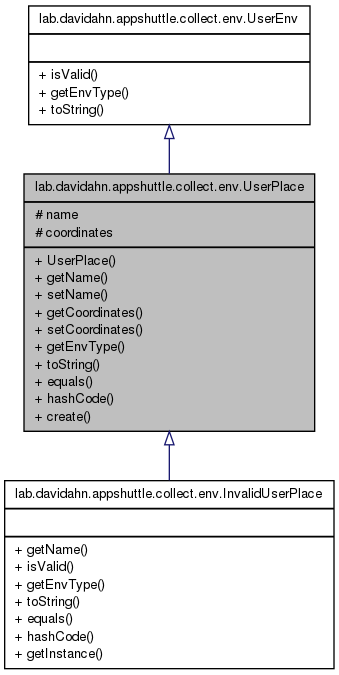 lab.davidahn.appshuttle.collect.env.UserEnv
+ isValid()
+ getEnvType()
+ toString()
lab.davidahn.appshuttle.collect.env.UserPlace
# name
# coordinates
+ UserPlace()
+ getName()
+ setName()
+ getCoordinates()
+ setCoordinates()
+ getEnvType()
+ toString()
+ equals()
+ hashCode()
+ create()
lab.davidahn.appshuttle.collect.env.InvalidUserPlace
+ getName()
+ isValid()
+ getEnvType()
+ toString()
+ equals()
+ hashCode()
+ getInstance()